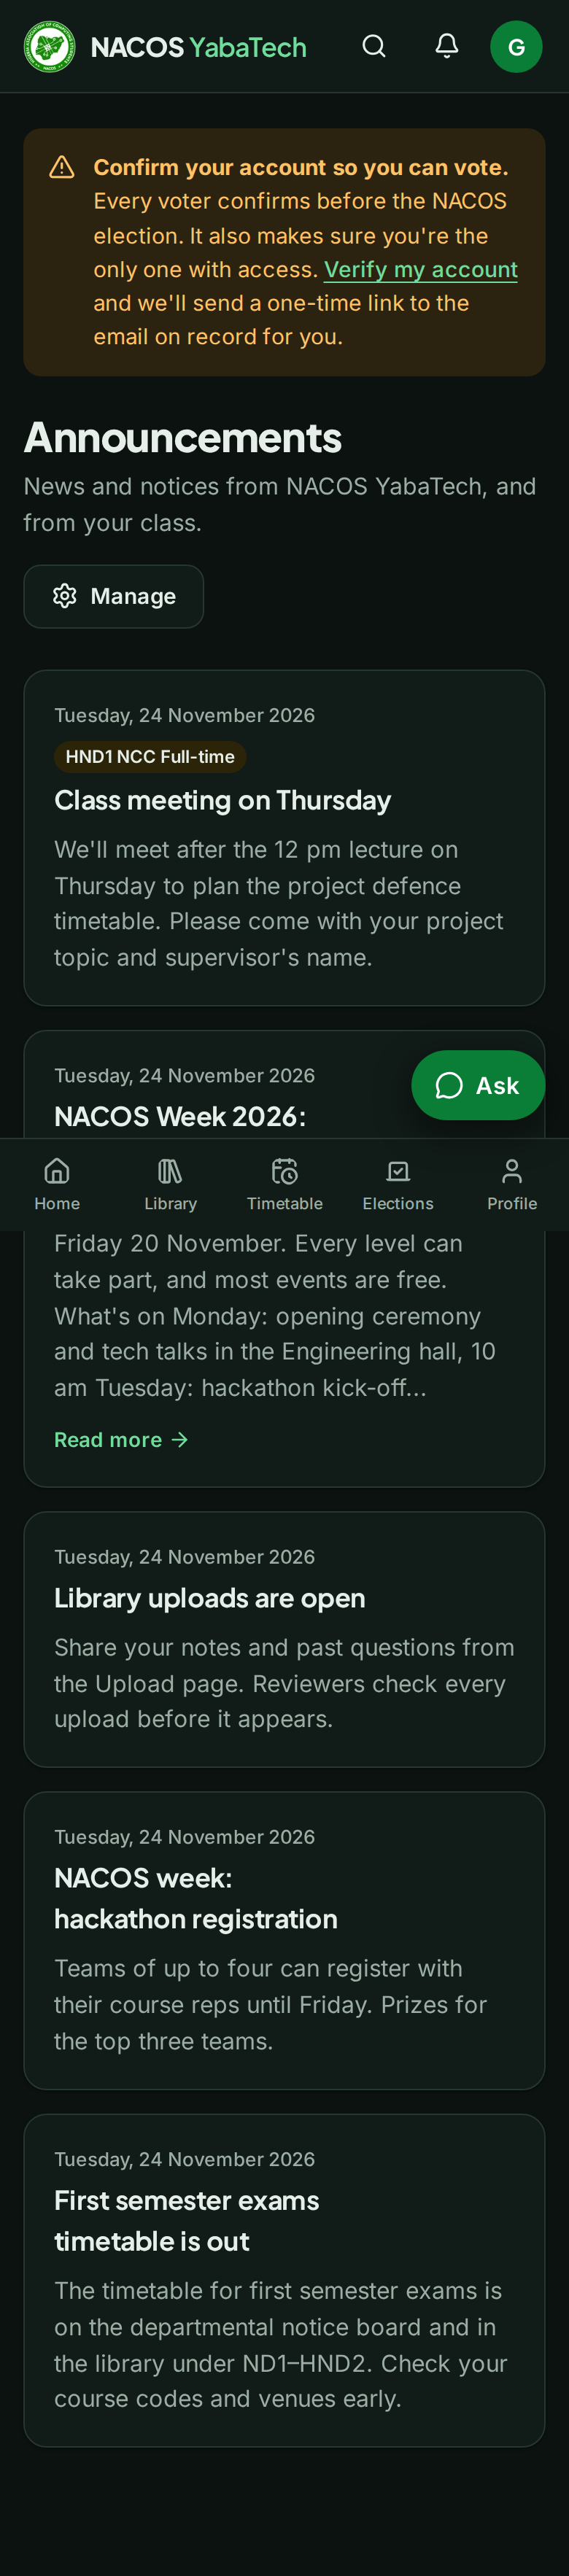 NACOS YabaTech
G
Confirm your account so you can vote.
Every voter confirms before the NACOS
election. It also makes sure you're the
only one with access. Verify my account
and we'll send a one-time link to the
email on record for you.
Announcements
News and notices from NACOS YabaTech, and
from your class.
Manage
Tuesday, 24 November 2026
HND1 NCC Full-time
Class meeting on Thursday
We'll meet after the 12 pm lecture on
Thursday to plan the project defence
timetable. Please come with your project
topic and supervisor's name.
Tuesday, 24 November 2026
Ask
NACOS Week 2026:
Home Library Timetable Elections Profile
Friday 20 November. Every level can
take part, and most events are free.
What's on Monday: opening ceremony
and tech talks in the Engineering hall, 10
am Tuesday: hackathon kick-off...
Read more →
Tuesday, 24 November 2026
Library uploads are open
Share your notes and past questions from
the Upload page. Reviewers check every
upload before it appears.
Tuesday, 24 November 2026
NACOS week:
hackathon registration
Teams of up to four can register with
their course reps until Friday. Prizes for
the top three teams.
Tuesday, 24 November 2026
First semester exams
timetable is out
The timetable for first semester exams is
on the departmental notice board and in
the library under ND1–HND2. Check your
course codes and venues early.